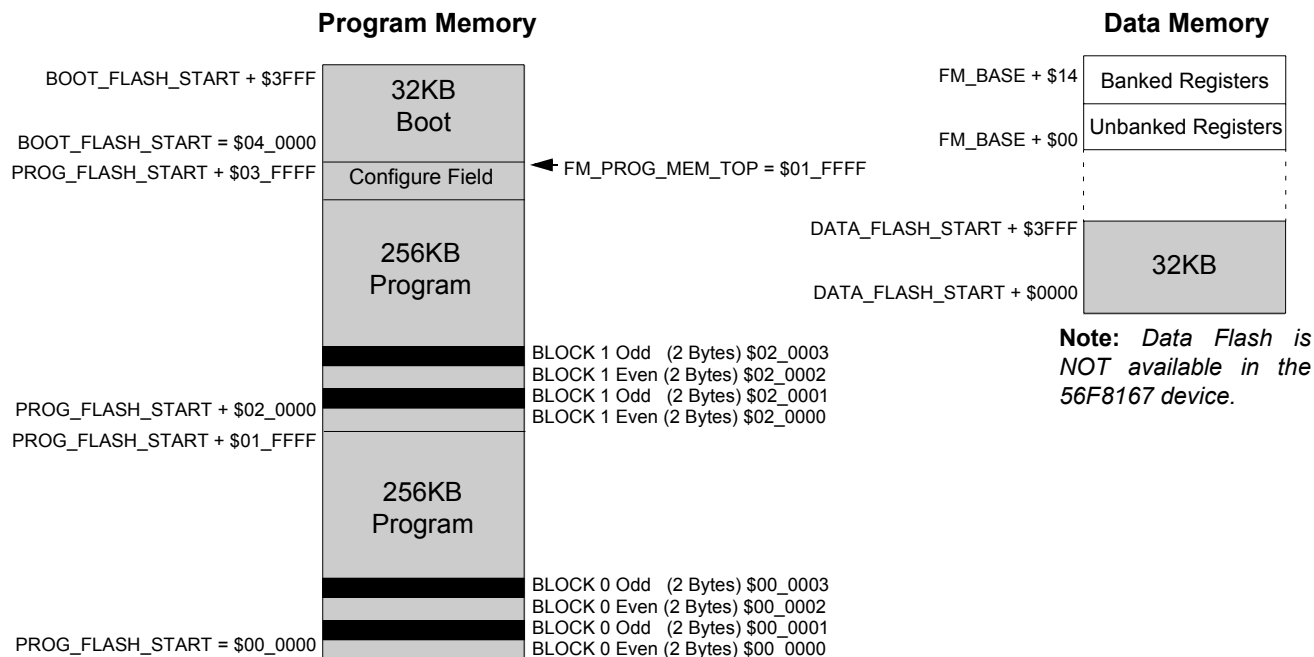 Program Memory
BOOT_FLASH_START + $3FFF
32KB
Boot
BOOT_FLASH_START = $04_0000
PROG_FLASH_START + $03_FFFF
Configure Field
FM_PROG_MEM_TOP = $01_FFFF
256KB
Program
BLOCK 1 Odd (2 Bytes) $02_0003
BLOCK 1 Even (2 Bytes) $02_0002
BLOCK 1 Odd (2 Bytes) $02_0001
BLOCK 1 Even (2 Bytes) $02_0000
PROG_FLASH_START + $02_0000
PROG_FLASH_START + $01_FFFF
256KB
Program
BLOCK 0 Odd (2 Bytes) $00_0003
BLOCK 0 Even (2 Bytes) $00_0002
BLOCK 0 Odd (2 Bytes) $00_0001
BLOCK 0 Even (2 Bytes) $00_0000
PROG_FLASH_START = $00_0000
Data Memory
FM_BASE + $14
Banked Registers
Unbanked Registers
FM_BASE + $00
DATA_FLASH_START + $3FFF
32KB
DATA_FLASH_START + $0000
Note: Data Flash is
NOT available in the
56F8167 device.